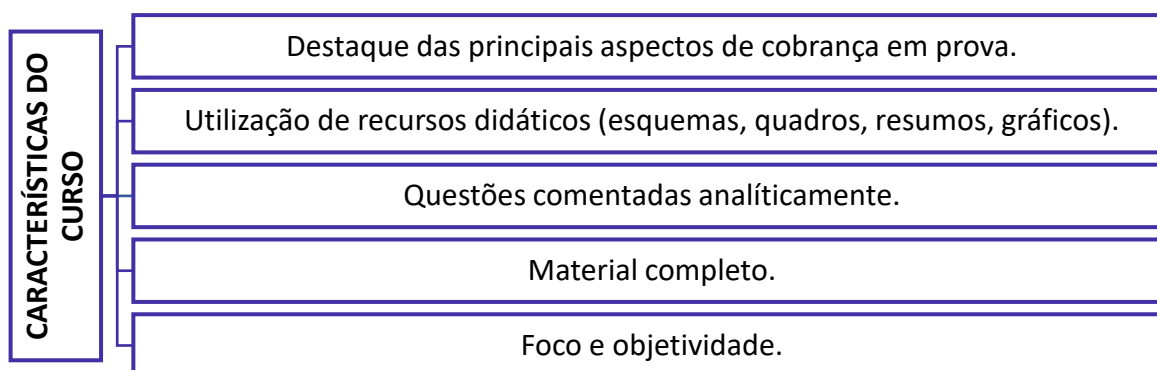 CARACTERÍSTICAS DO
CURSO
Destaque das principais aspectos de cobrança em prova.
Utilização de recursos didáticos (esquemas, quadros, resumos, gráficos).
Questões comentadas analíticamente.
Material completo.
Foco e objetividade.